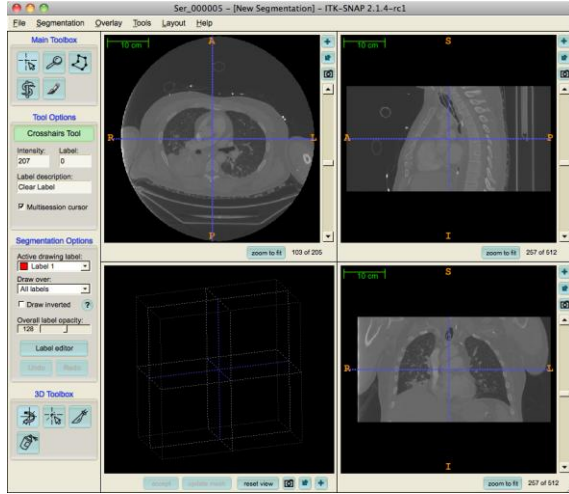 Ser_000005 – [New Segmentation] – ITK-SNAP 2.1.4-rc1
File Segmentation Overlay Tools Layout Help
Main Toolbox
Tool Options
Crosshairs Tool
Intensity: Label:
207 0
Label description:
Clear Label
Multisession cursor
Segmentation Options
Active drawing label:
Label 1
Draw over:
All labels
Draw inverted ?
Overall label opacity:
128
Label editor
Undo Redo
3D Toolbox
10 cm
A
R L
P
zoom to fit 103 of 205
10 cm
S
A P
I
zoom to fit 257 of 512
accept update mesh reset view
10 cm
S
R L
I
zoom to fit 257 of 512